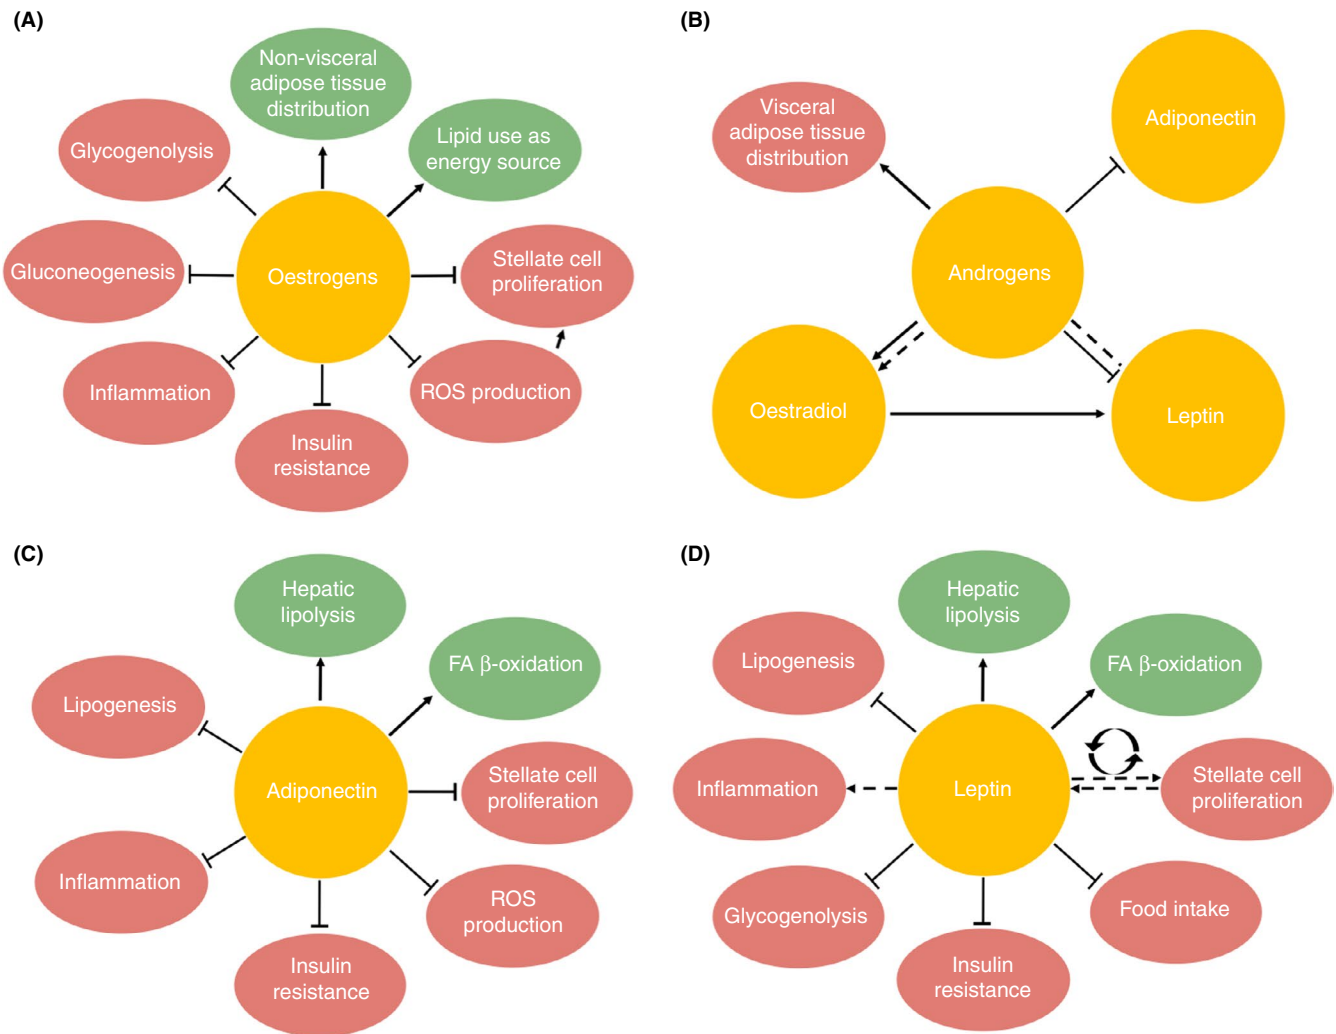 (A)
Non-visceral
adipose tissue
distribution
Glycogenolysis
Lipid use as
energy source
Gluconeogenesis
Oestrogens
Stellate cell
proliferation
Inflammation
ROS production
Insulin
resistance
(B)
Visceral
adipose tissue
distribution
Adiponectin
Androgens
Oestradiol
Leptin
(C)
Hepatic
lipolysis
FA β-oxidation
Lipogenesis
Adiponectin
Stellate cell
proliferation
Inflammation
ROS
production
Insulin
resistance
(D)
Hepatic
lipolysis
Lipogenesis
FA β-oxidation
Inflammation
Leptin
Stellate cell
proliferation
Glycogenolysis
Food intake
Insulin
resistance